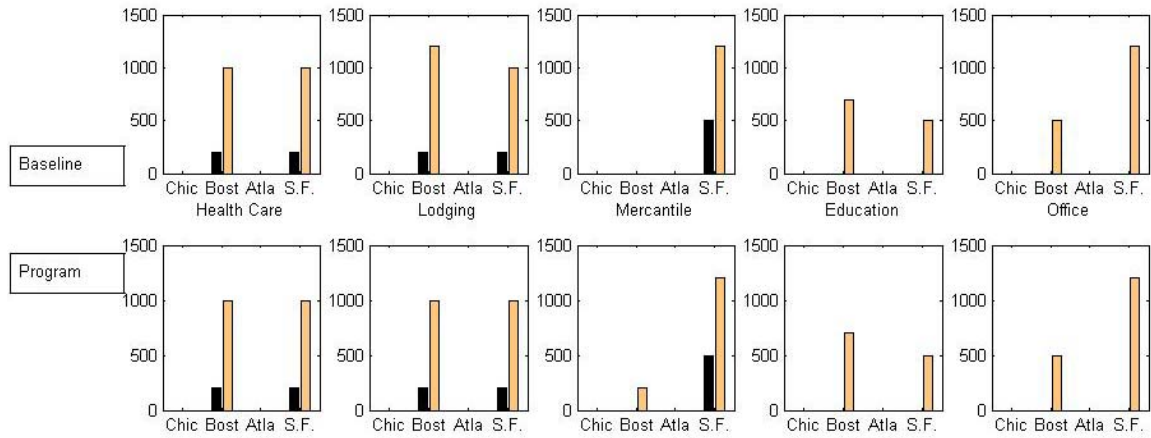 1500 1500 1500 1500 1500
1000 1000 1000 1000 1000
500 500 500 500 500
Baseline
0 0 0 0 0
Chic Bost Atla S.F. Chic Bost Atla S.F. Chic Bost Atla S.F. Chic Bost Atla S.F. Chic Bost Atla S.F.
Health Care Lodging Mercantile Education Office
1500 1500 1500 1500 1500
Program
1000 1000 1000 1000 1000
500 500 500 500 500
0 0 0 0 0
Chic Bost Atla S.F. Chic Bost Atla S.F. Chic Bost Atla S.F. Chic Bost Atla S.F. Chic Bost Atla S.F.